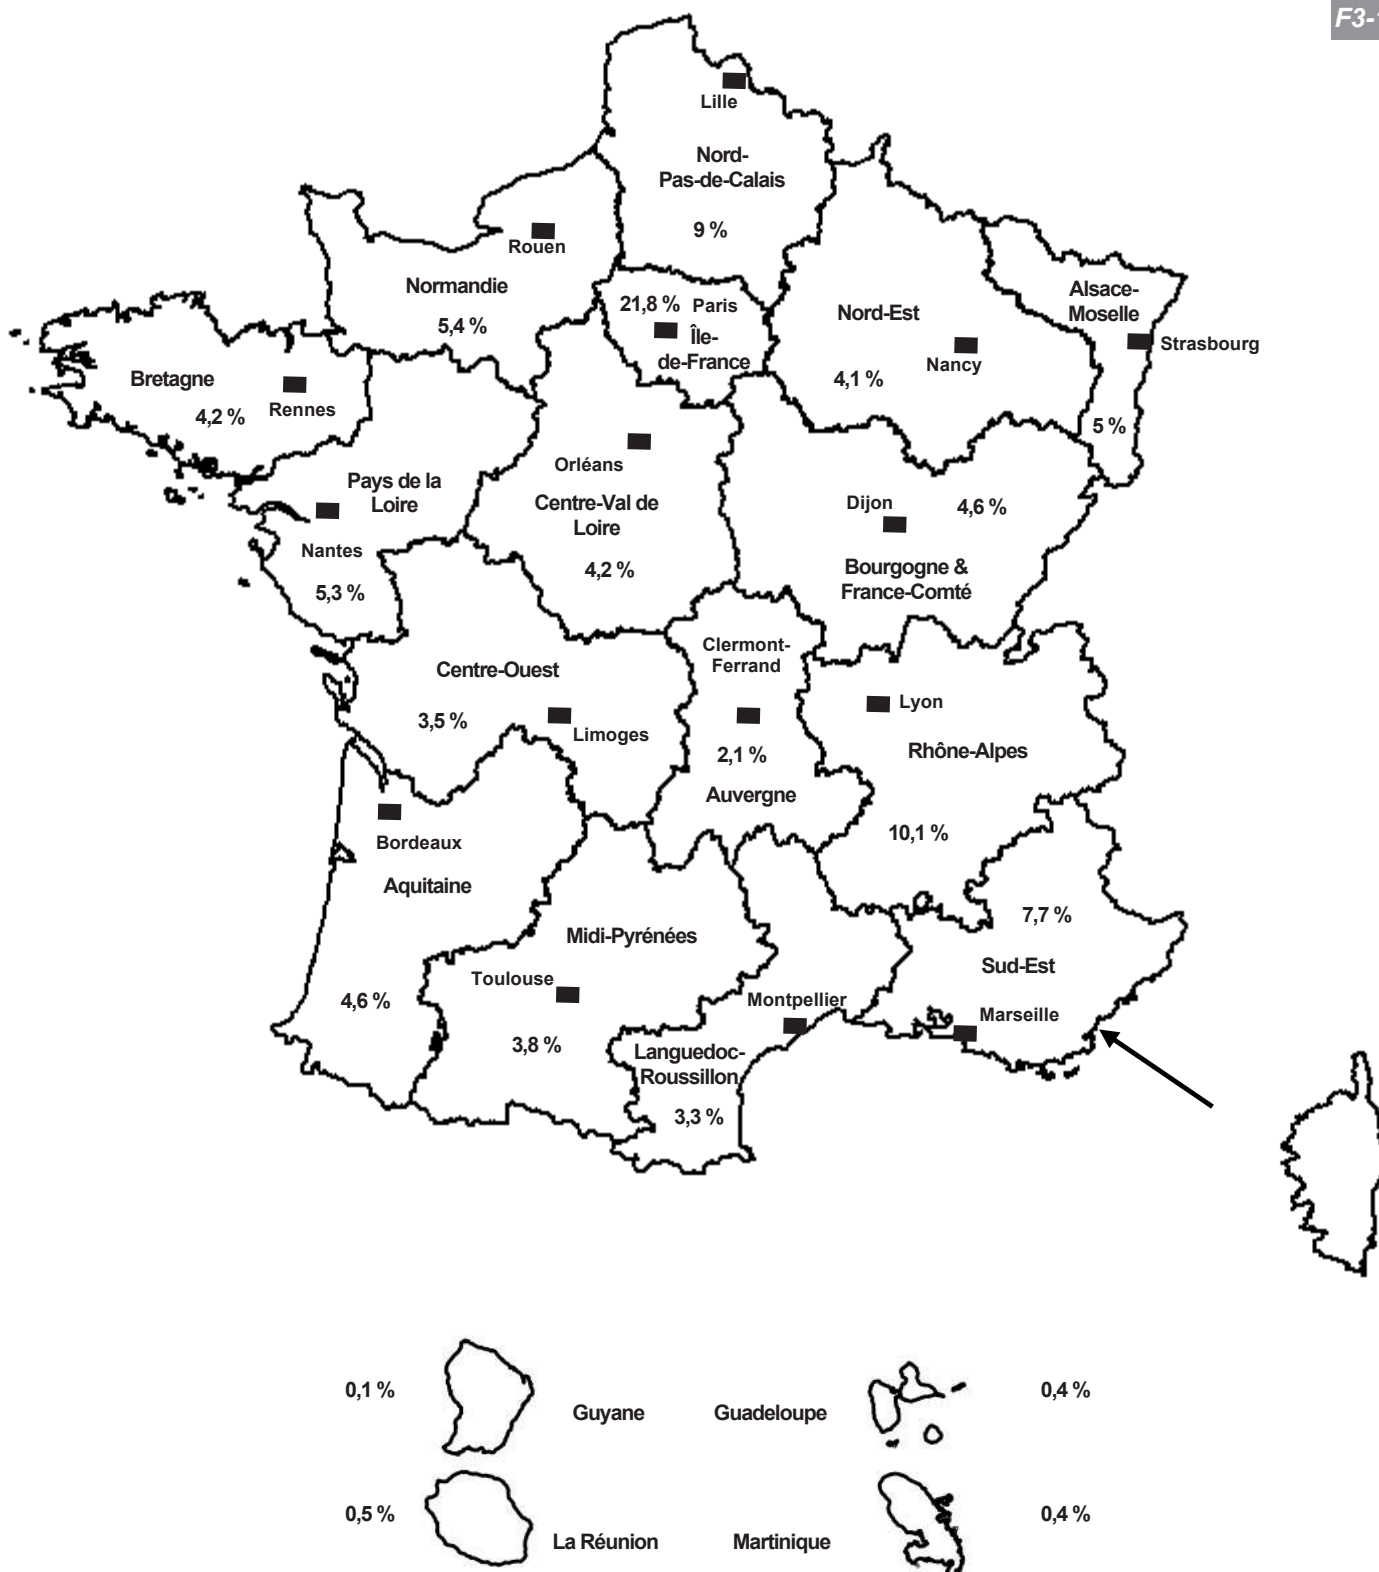 F3-
Lille
Nord-
Pas-de-Calais
9 %
Rouen
Normandie
5,4 %
21,8 % Paris
Île-
de-France
Nord-Est
Nancy
4,1 %
Alsace-
Moselle
Strasbourg
5 %
Bretagne
Rennes
4,2 %
Pays de la
Loire
Nantes
5,3 %
Orléans
Centre-Val de
Loire
4,2 %
Dijon
4,6 %
Bourgogne &
France-Comté
Centre-Ouest
3,5 %
Limoges
Clermont-
Ferrand
2,1 %
Auvergne
Lyon
Rhône-Alpes
10,1 %
Bordeaux
Aquitaine
4,6 %
Midi-Pyrénées
Toulouse
3,8 %
Montpellier
Languedoc-
Roussillon
3,3 %
7,7 %
Sud-Est
Marseille
0,1 %
Guyane
Guadeloupe
0,4 %
0,5 %
La Réunion
Martinique
0,4 %